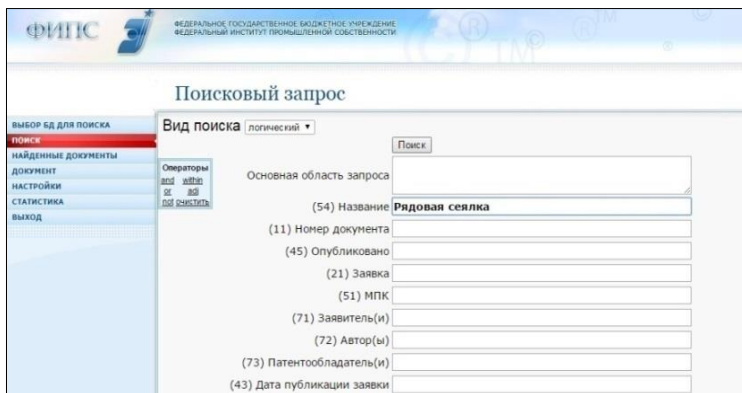 ФИПС
ФЕДЕРАЛЬНОЕ ГОСУДАРСТВЕННОЕ БЮДЖЕТНОЕ УЧРЕЖДЕНИЕ
ФЕДЕРАЛЬНЫЙ ИНСТИТУТ ПРОМЫШЛЕННОЙ СОБСТВЕННОСТИ
Поисковый запрос
ВЫБОР БД ДЛЯ ПОИСКА
ПОИСК
НАЙДЕННЫЕ ДОКУМЕНТЫ
ДОКУМЕНТ
НАСТРОЙКИ
СТАТИСТИКА
ВЫХОД
Вид поиска логический
Поиск
Операторы
and within
or adj
not очистить
Основная область запроса
(54) Название Рядовая сеялка
(11) Номер документа
(45) Опубликовано
(21) Заявка
(51) МПК
(71) Заявитель(и)
(72) Автор(ы)
(73) Патентообладатель(и)
(43) Дата публикации заявки